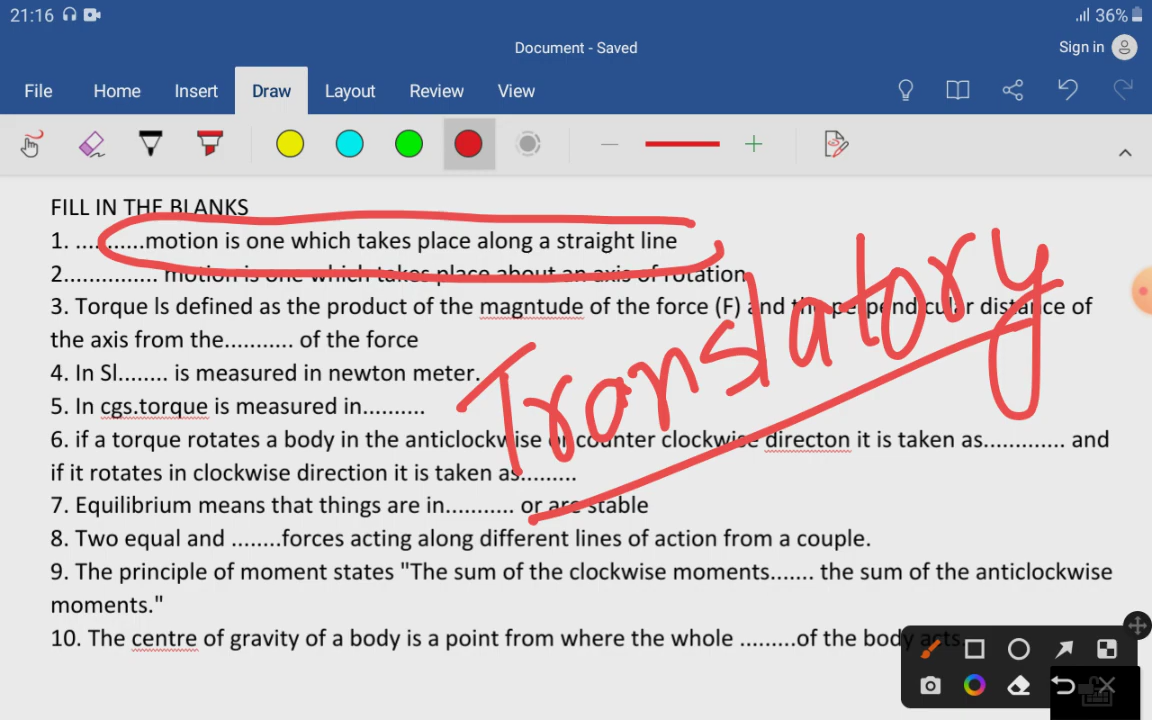 21:16 36%
Document - Saved
Sign in
File Home Insert Draw Layout Review View
FILL IN THE BLANKS
1. ...........motion is one which takes place along a straight line
2............... motion is one which takes place about an axis of rotation.
3. Torque Is defined as the product of the magntude of the force (F) and the perpendicular distance of
the axis from the........... of the force
4. In SI........ is measured in newton meter.
5. In cgs.torque is measured in..........
6. if a torque rotates a body in the anticlockwise or counter clockwise directon it is taken as............. and
if it rotates in clockwise direction it is taken as.........
7. Equilibrium means that things are in........... or are stable
8. Two equal and ........forces acting along different lines of action from a couple.
9. The principle of moment states "The sum of the clockwise moments....... the sum of the anticlockwise
moments."
10. The centre of gravity of a body is a point from where the whole .........of the body acts.
Translatory